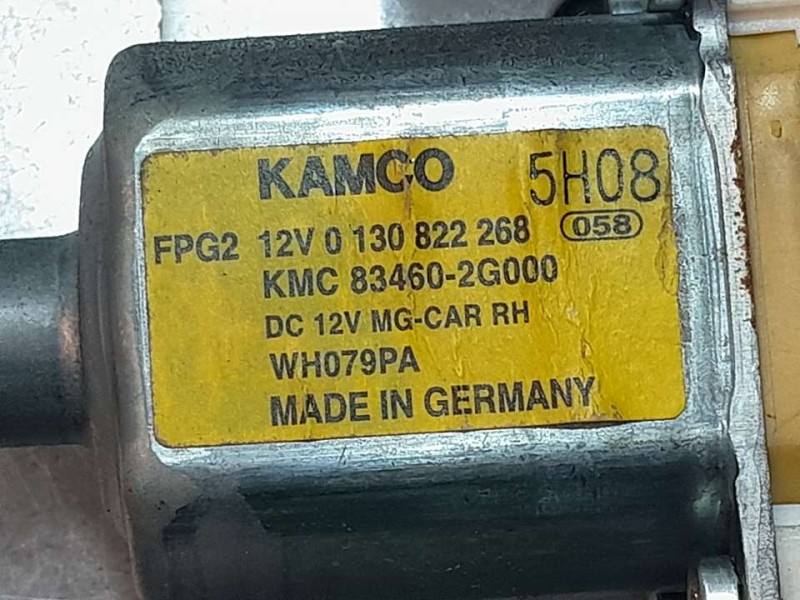 KAMCO 5H08
FPG2 12V 0 130 822 268 058
KMC 83460-2G000
DC 12V MG-CAR RH
WH079PA
MADE IN GERMANY